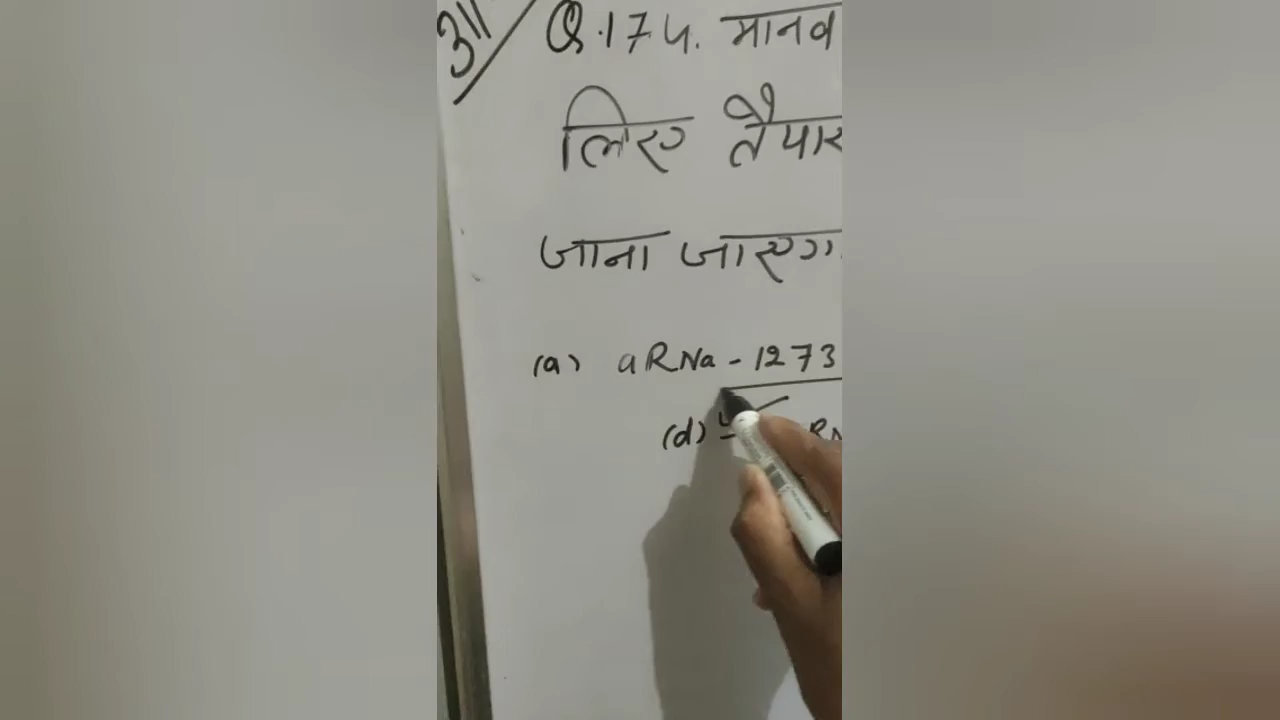 Q.174. मानव
लिए तैयार
जाना जाएगा
(a) aRNa - 1273
(d)